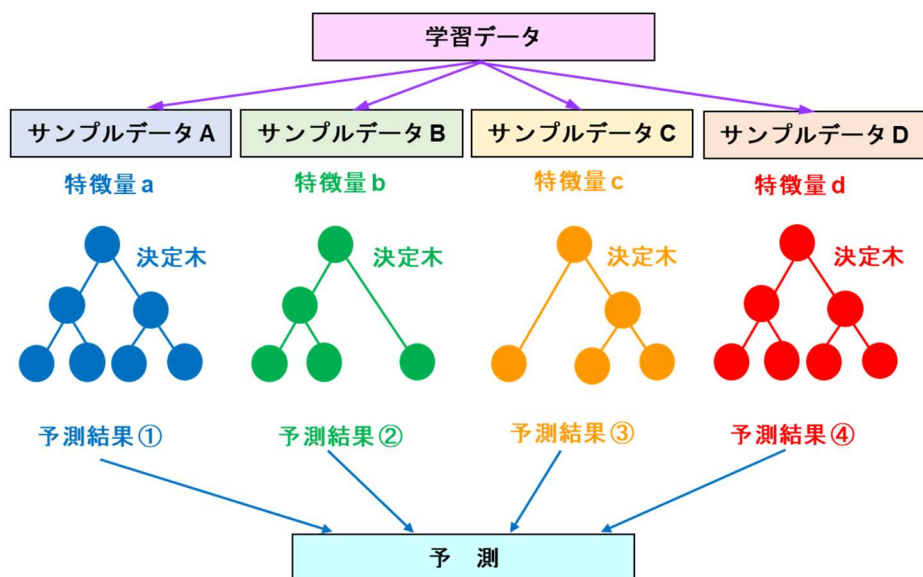 学習データ
サンプルデータA
サンプルデータB
サンプルデータC
サンプルデータD
特徴量a
特徴量b
特徴量c
特徴量d
決定木
決定木
決定木
決定木
予測結果①
予測結果②
予測結果③
予測結果④
予 測